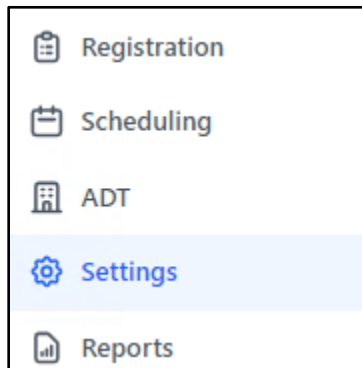 Registration
Scheduling
ADT
Settings
Reports